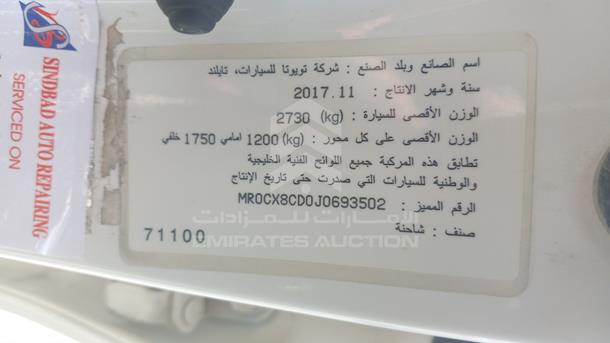 SINDBAD AUTO REPAIRING
SERVICED ON
اسم الصانع وبلد الصنع : شركة تويوتا للسيارات، تايلند
سنة وشهر الانتاج : 2017.11
الوزن الأقصى للسيارة : (kg) 2730
الوزن الأقصى على كل محور : (kg) 1200 امامي 1750 خلفي
تطابق هذه المركبة جميع اللوائح الفنية الخليجية
والوطنية للسيارات التي صدرت حتى تاريخ الإنتاج
الرقم المميز : MR0CX8CD0J0693502
صنف : شاحنة
71100
الإمارات للمزادات
EMIRATES AUCTION